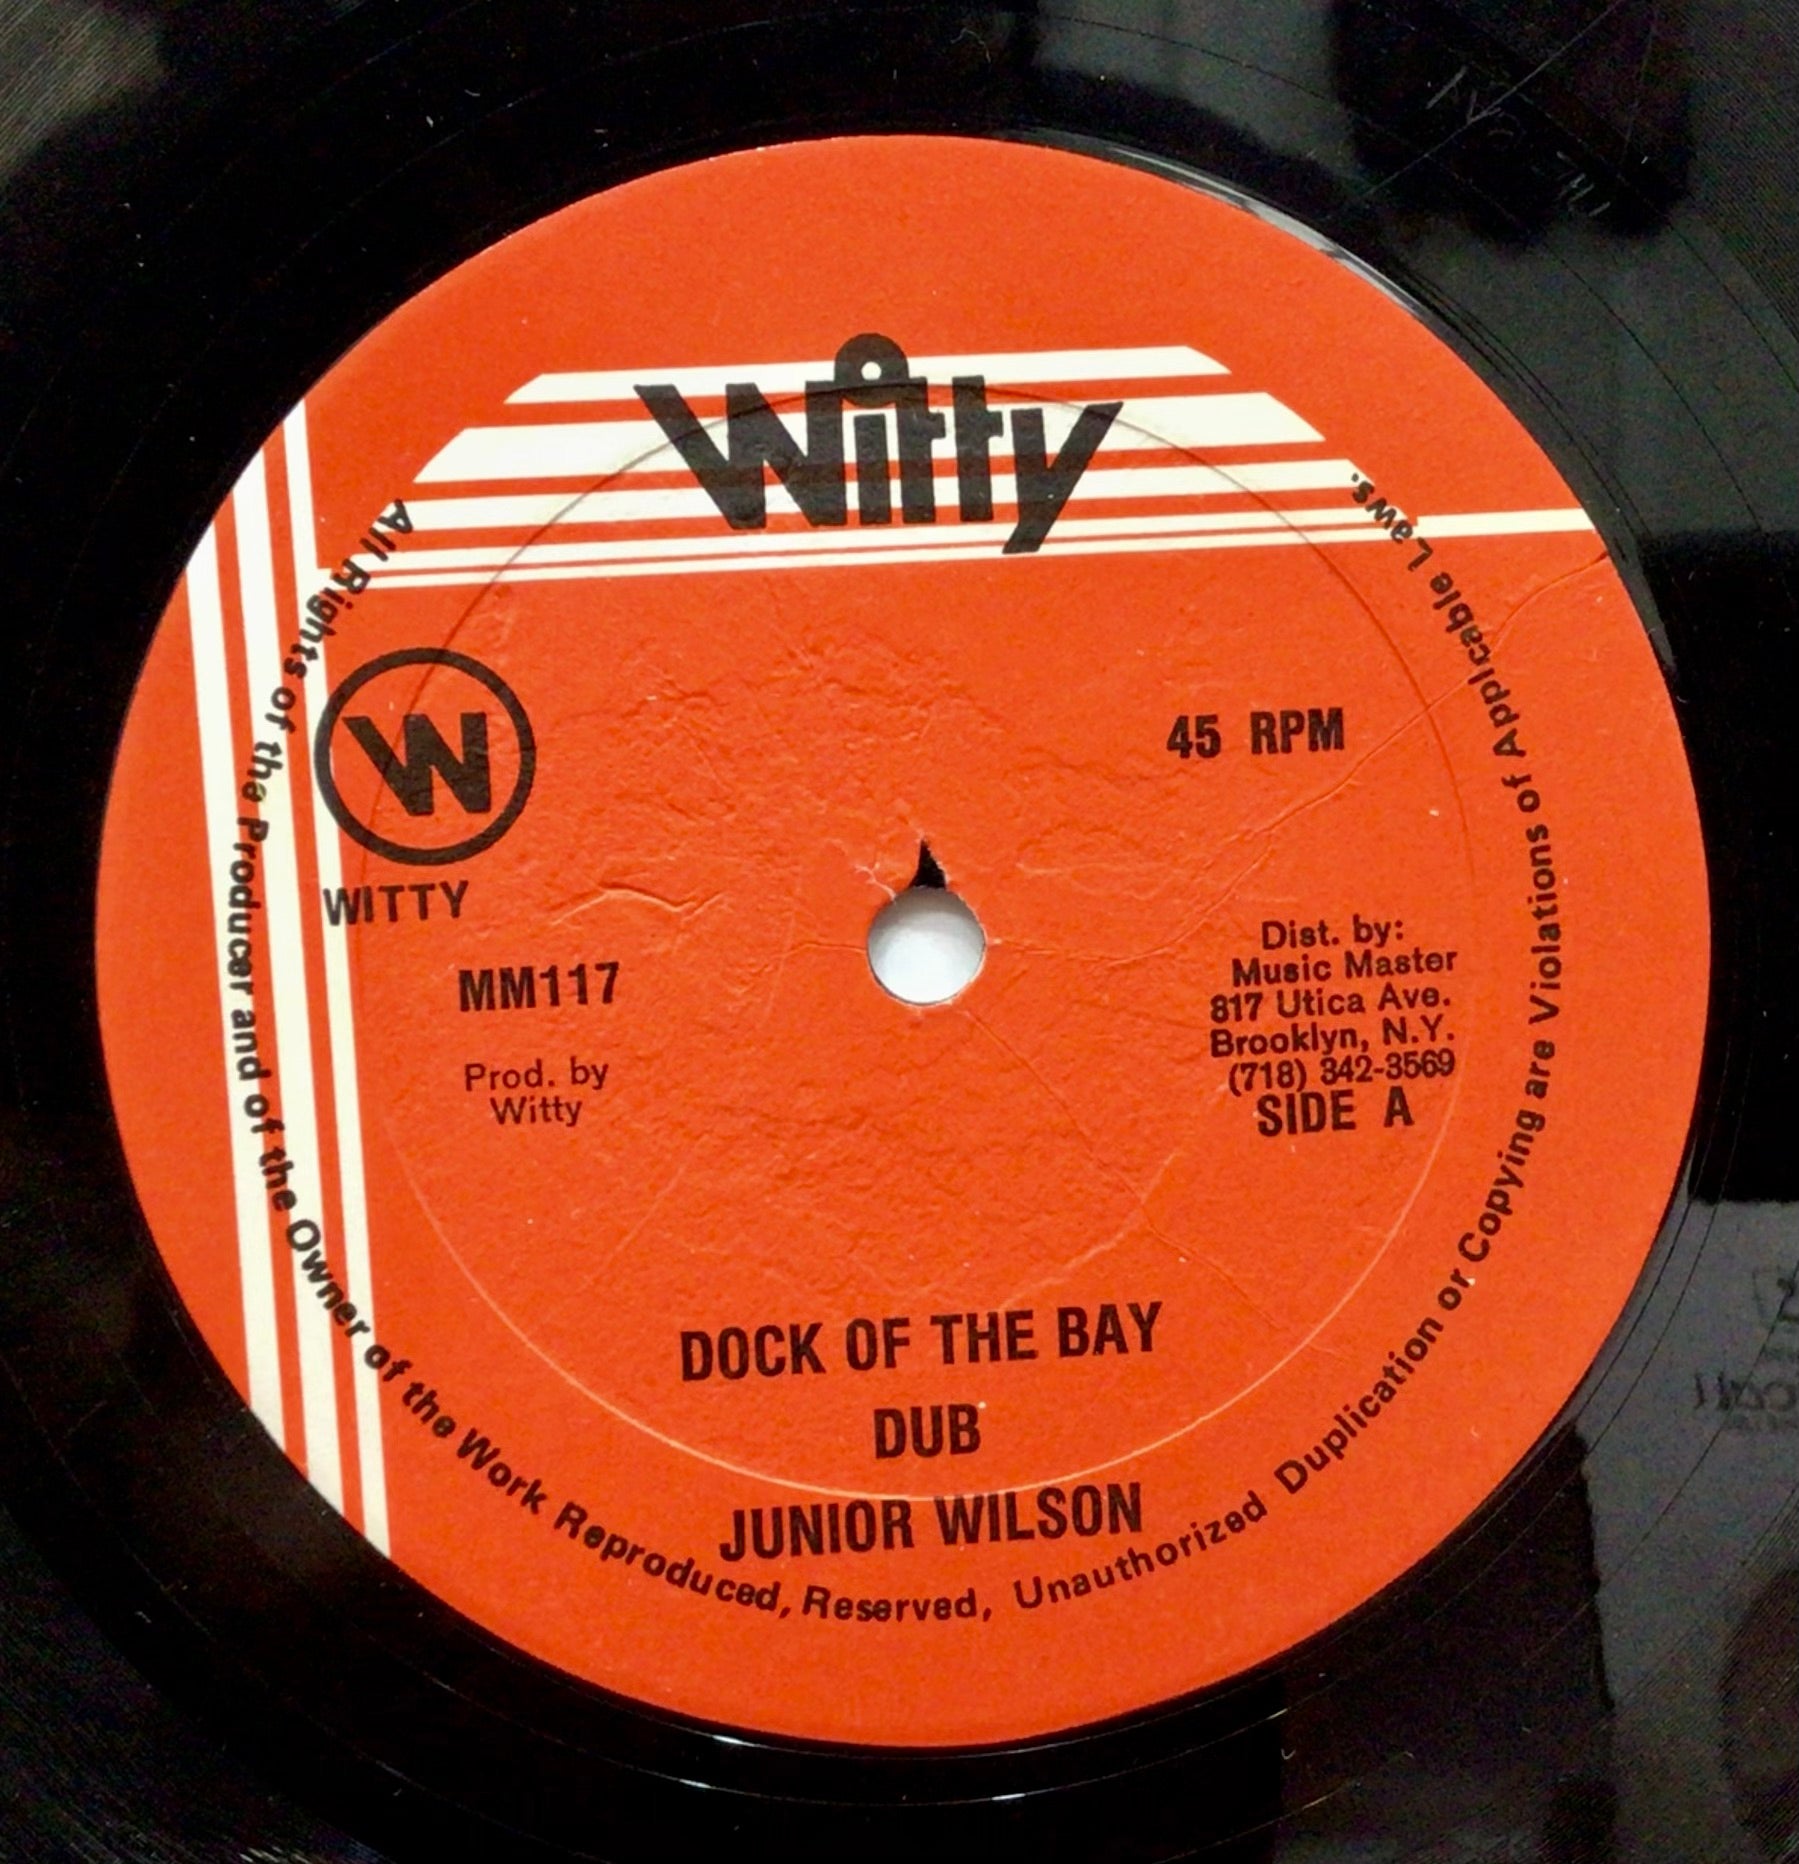 Witty
W
WITTY
45 RPM
MM117
Prod. by
Witty
Dist. by:
Music Master
817 Utica Ave.
Brooklyn, N.Y.
(718) 342-3569
SIDE A
DOCK OF THE BAY
DUB
JUNIOR WILSON
All Rights of the Producer and of the Owner of the Work Reproduced, Reserved, Unauthorized Duplication or Copying are Violations of Applicable Laws.